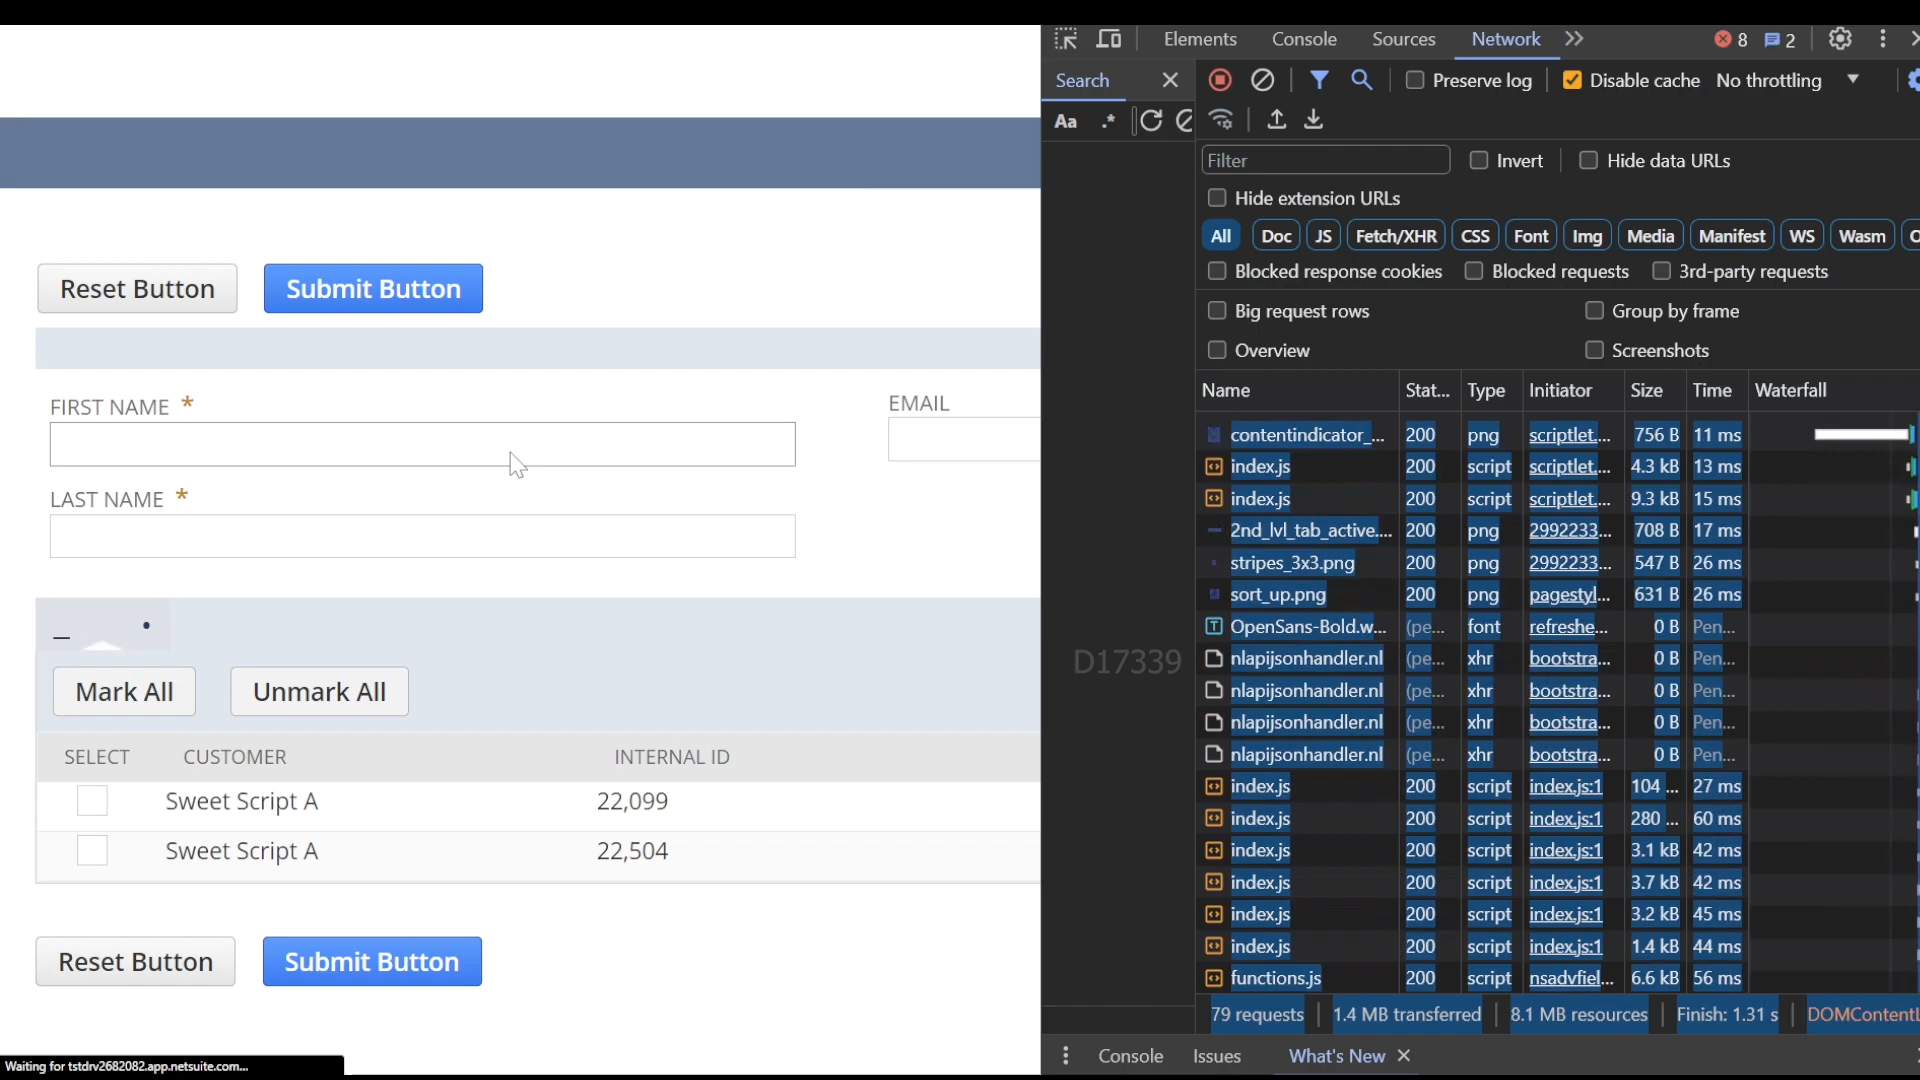 Reset Button Submit Button
FIRST NAME *
EMAIL
LAST NAME *
Mark All Unmark All
SELECT CUSTOMER INTERNAL ID
Sweet Script A 22,099
Sweet Script A 22,504
Reset Button Submit Button
Waiting for tstdrv2682082.app.netsuite.com...
Elements Console Sources Network 8 2
Search
Aa .*
D17339
Preserve log Disable cache No throttling
Filter Invert Hide data URLs
Hide extension URLs
All Doc JS Fetch/XHR CSS Font Img Media Manifest WS Wasm
Blocked response cookies Blocked requests 3rd-party requests
Big request rows Group by frame
Overview Screenshots
Name Stat... Type Initiator Size Time Waterfall
contentindicator_... 200 png scriptlet.... 756 B 11 ms
index.js 200 script scriptlet.... 4.3 kB 13 ms
index.js 200 script scriptlet.... 9.3 kB 15 ms
2nd_lvl_tab_active.... 200 png 2992233... 708 B 17 ms
stripes_3x3.png 200 png 2992233... 547 B 26 ms
sort_up.png 200 png pagestyl... 631 B 26 ms
OpenSans-Bold.w... (pe... font refreshe... 0 B Pen...
nlapijsonhandler.nl (pe... xhr bootstra... 0 B Pen...
nlapijsonhandler.nl (pe... xhr bootstra... 0 B Pen...
nlapijsonhandler.nl (pe... xhr bootstra... 0 B Pen...
nlapijsonhandler.nl (pe... xhr bootstra... 0 B Pen...
index.js 200 script index.js:1 104 ... 27 ms
index.js 200 script index.js:1 280 ... 60 ms
index.js 200 script index.js:1 3.1 kB 42 ms
index.js 200 script index.js:1 3.7 kB 42 ms
index.js 200 script index.js:1 3.2 kB 45 ms
index.js 200 script index.js:1 1.4 kB 44 ms
functions.js 200 script nsadvfiel... 6.6 kB 56 ms
79 requests 1.4 MB transferred 8.1 MB resources Finish: 1.31 s DOMContentL
Console Issues What's New